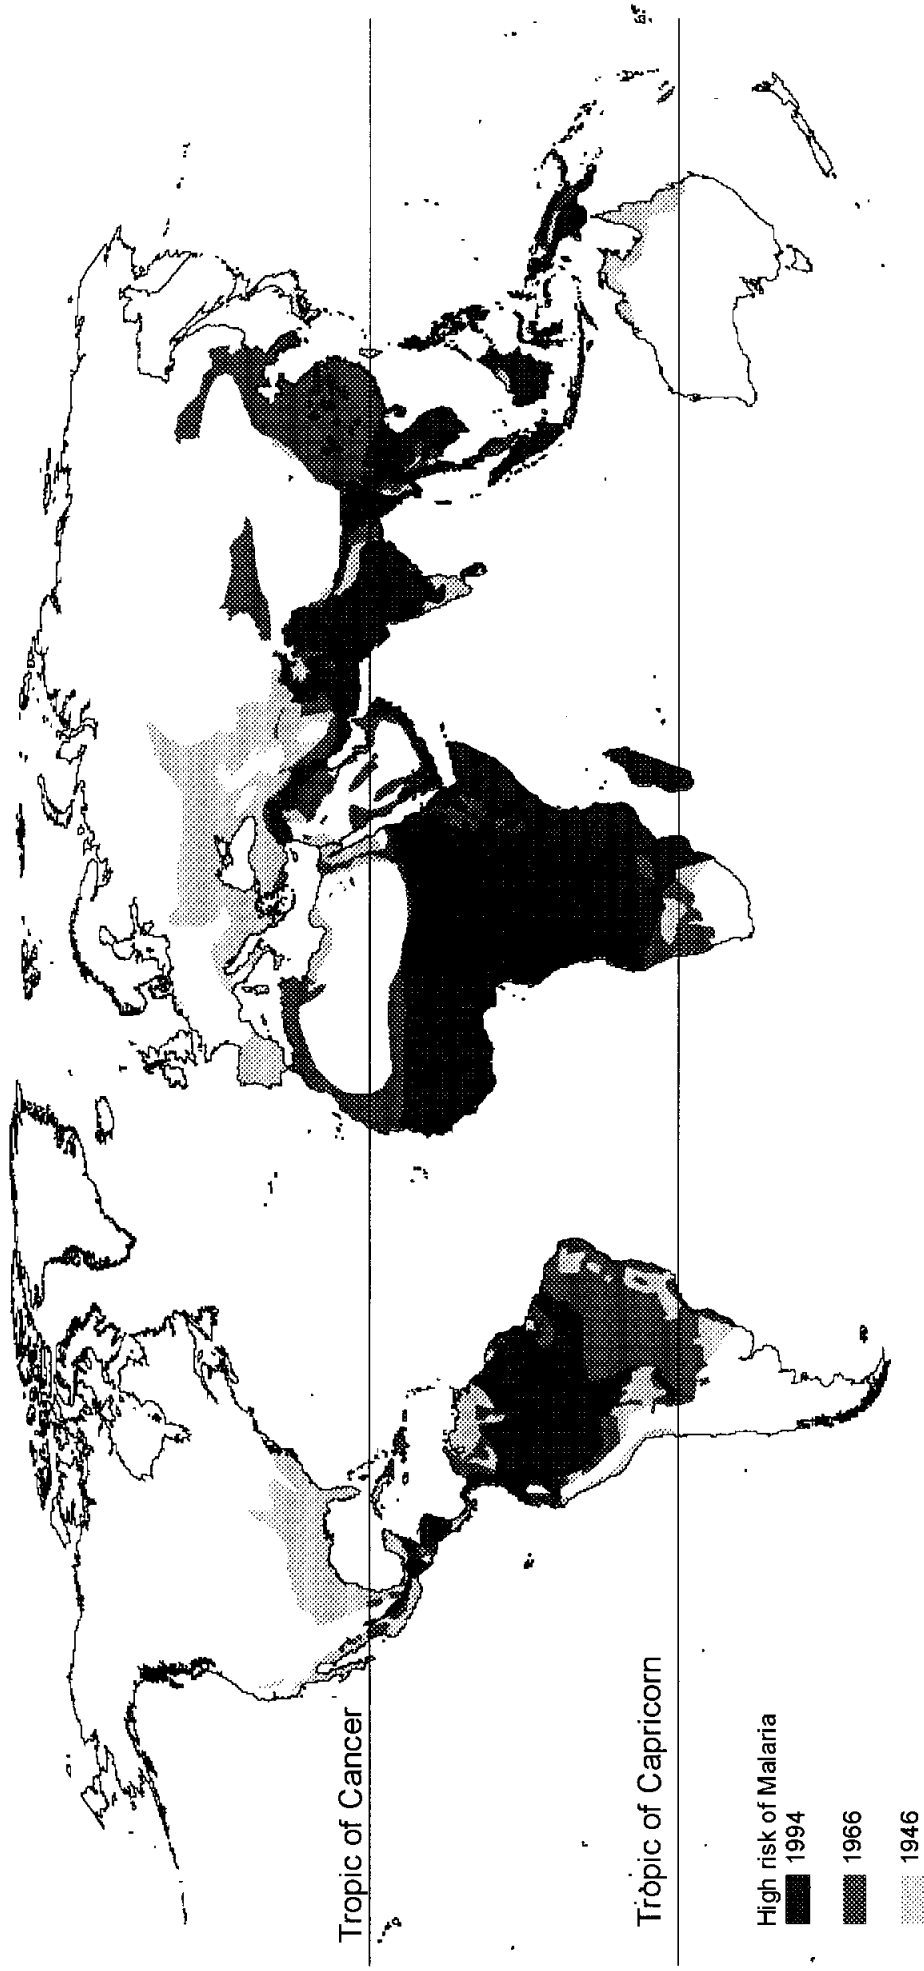 Tropic of Cancer
Tropic of Capricorn
High risk of Malaria
1994
1966
1946